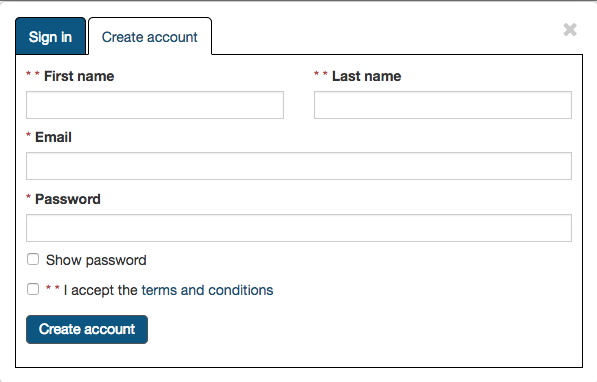 Sign in Create account ✖
* * First name * * Last name
* Email
* Password
Show password
* * I accept the terms and conditions
Create account